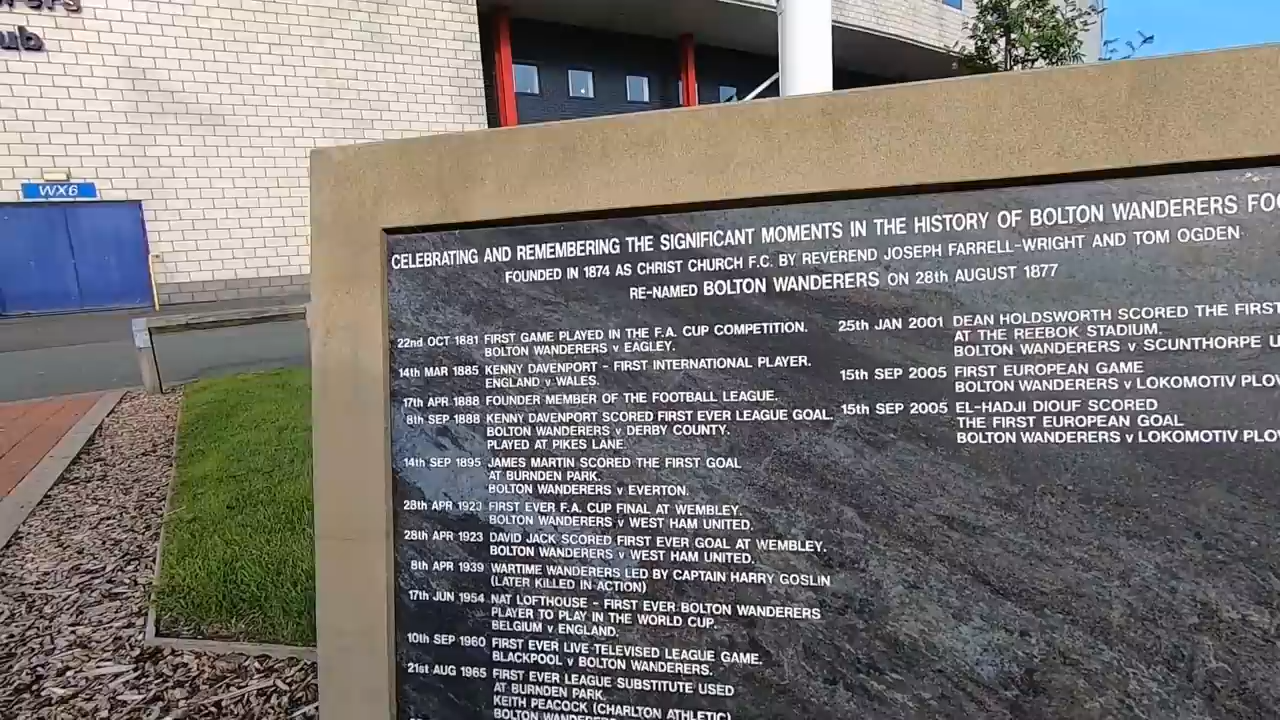 ub
WX6
CELEBRATING AND REMEMBERING THE SIGNIFICANT MOMENTS IN THE HISTORY OF BOLTON WANDERERS FOO
FOUNDED IN 1874 AS CHRIST CHURCH F.C. BY REVEREND JOSEPH FARRELL-WRIGHT AND TOM OGDEN
RE-NAMED BOLTON WANDERERS ON 28th AUGUST 1877
22nd OCT 1881 FIRST GAME PLAYED IN THE F.A. CUP COMPETITION.
BOLTON WANDERERS v EAGLEY.
14th MAR 1885 KENNY DAVENPORT - FIRST INTERNATIONAL PLAYER.
ENGLAND v WALES.
17th APR 1888 FOUNDER MEMBER OF THE FOOTBALL LEAGUE.
8th SEP 1888 KENNY DAVENPORT SCORED FIRST EVER LEAGUE GOAL.
BOLTON WANDERERS v DERBY COUNTY.
PLAYED AT PIKES LANE.
14th SEP 1895 JAMES MARTIN SCORED THE FIRST GOAL
AT BURNDEN PARK.
BOLTON WANDERERS v EVERTON.
28th APR 1923 FIRST EVER F.A. CUP FINAL AT WEMBLEY.
BOLTON WANDERERS v WEST HAM UNITED.
28th APR 1923 DAVID JACK SCORED FIRST EVER GOAL AT WEMBLEY.
BOLTON WANDERERS v WEST HAM UNITED.
8th APR 1939 WARTIME WANDERERS LED BY CAPTAIN HARRY GOSLIN
(LATER KILLED IN ACTION)
17th JUN 1954 NAT LOFTHOUSE - FIRST EVER BOLTON WANDERERS
PLAYER TO PLAY IN THE WORLD CUP.
BELGIUM v ENGLAND.
10th SEP 1960 FIRST EVER LIVE TELEVISED LEAGUE GAME.
BLACKPOOL v BOLTON WANDERERS.
21st AUG 1965 FIRST EVER LEAGUE SUBSTITUTE USED
AT BURNDEN PARK.
KEITH PEACOCK (CHARLTON ATHLETIC)
BOLTON WANDERERS
25th JAN 2001 DEAN HOLDSWORTH SCORED THE FIRST
AT THE REEBOK STADIUM.
BOLTON WANDERERS v SCUNTHORPE U
15th SEP 2005 FIRST EUROPEAN GAME
BOLTON WANDERERS v LOKOMOTIV PLOV
15th SEP 2005 EL-HADJI DIOUF SCORED
THE FIRST EUROPEAN GOAL
BOLTON WANDERERS v LOKOMOTIV PLOV